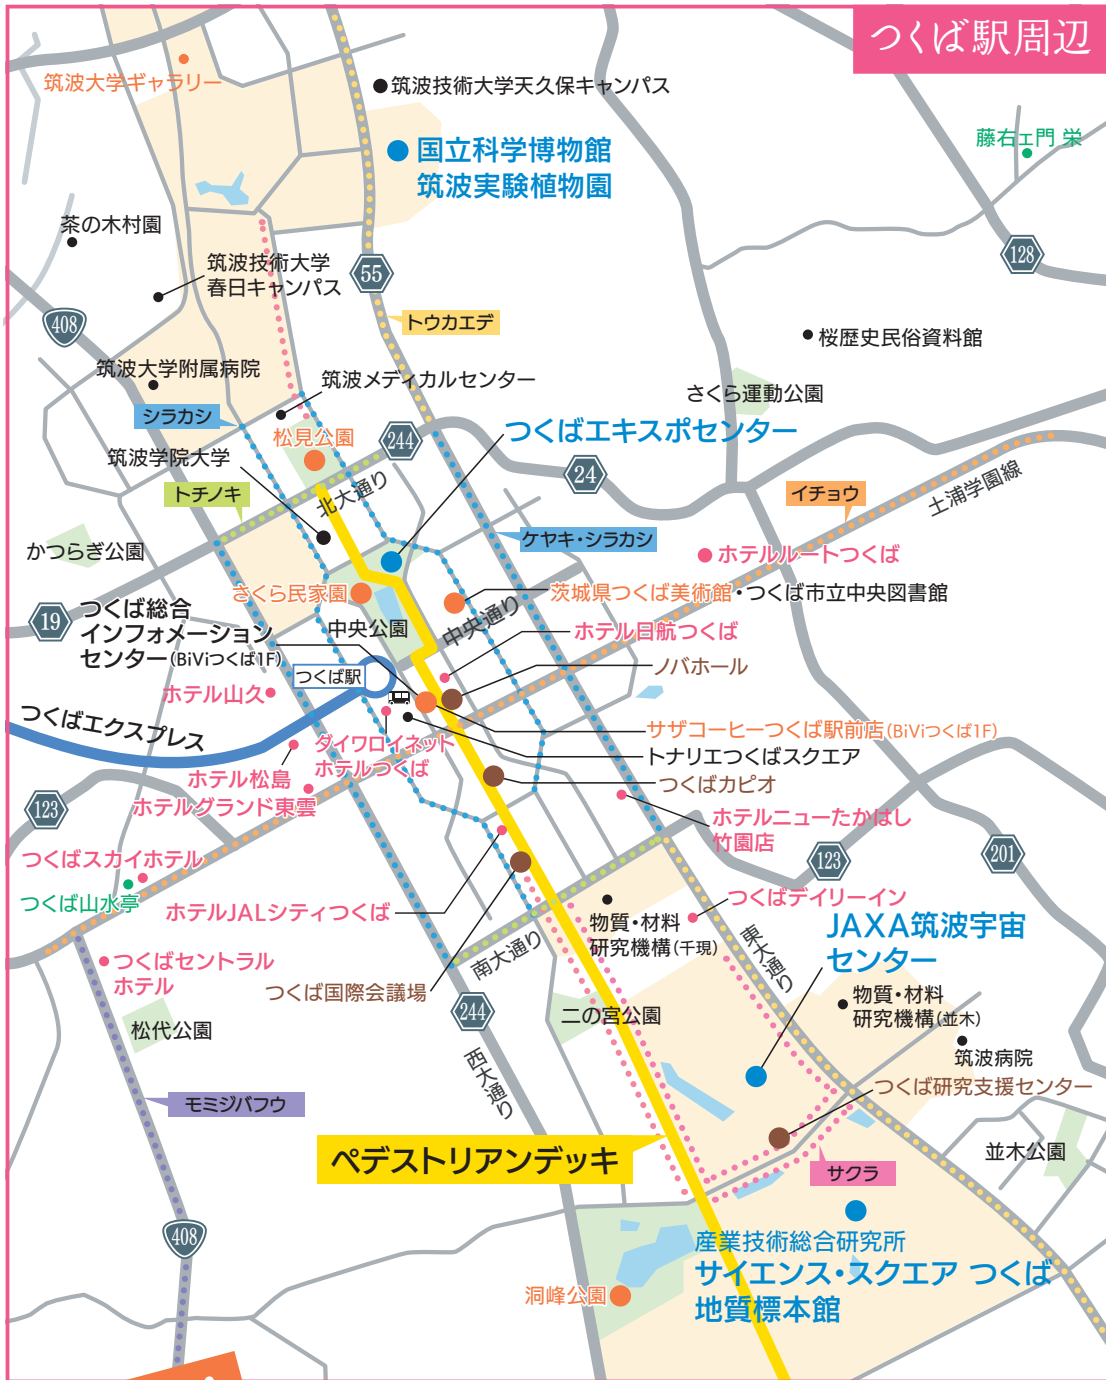 つくば駅周辺
筑波大学ギャラリー
筑波技術大学天久保キャンパス
国立科学博物館
筑波実験植物園
藤右ェ門 栄
茶の木村園
筑波技術大学
春日キャンパス
55
128
408
トウカエデ
桜歴史民俗資料館
筑波大学附属病院
筑波メディカルセンター
さくら運動公園
シラカシ
松見公園
244
つくばエキスポセンター
筑波学院大学
24
北大通り
トチノキ
イチョウ
土浦学園線
かつらぎ公園
ケヤキ・シラカシ
ホテルルートつくば
さくら民家園
茨城県つくば美術館・つくば市立中央図書館
19
つくば総合
インフォメーション
センター(BiViつくば1F)
中央公園
中央通り
ホテル日航つくば
つくば駅
ノバホール
ホテル山久
つくばエクスプレス
サザコーヒーつくば駅前店(BiViつくば1F)
ダイワロイネット
ホテルつくば
トナリエつくばスクエア
ホテル松島
つくばカピオ
ホテルグランド東雲
123
ホテルニューたかはし
竹園店
123
201
つくばスカイホテル
つくば山水亭
ホテルJALシティつくば
つくばデイリーイン
物質・材料
研究機構(千現)
JAXA筑波宇宙
センター
東大通り
南大通り
つくばセントラル
ホテル
つくば国際会議場
物質・材料
研究機構(並木)
244
二の宮公園
松代公園
筑波病院
西大通り
つくば研究支援センター
モミジバフウ
ペデストリアンデッキ
並木公園
サクラ
408
産業技術総合研究所
サイエンス・スクエア つくば
地質標本館
洞峰公園